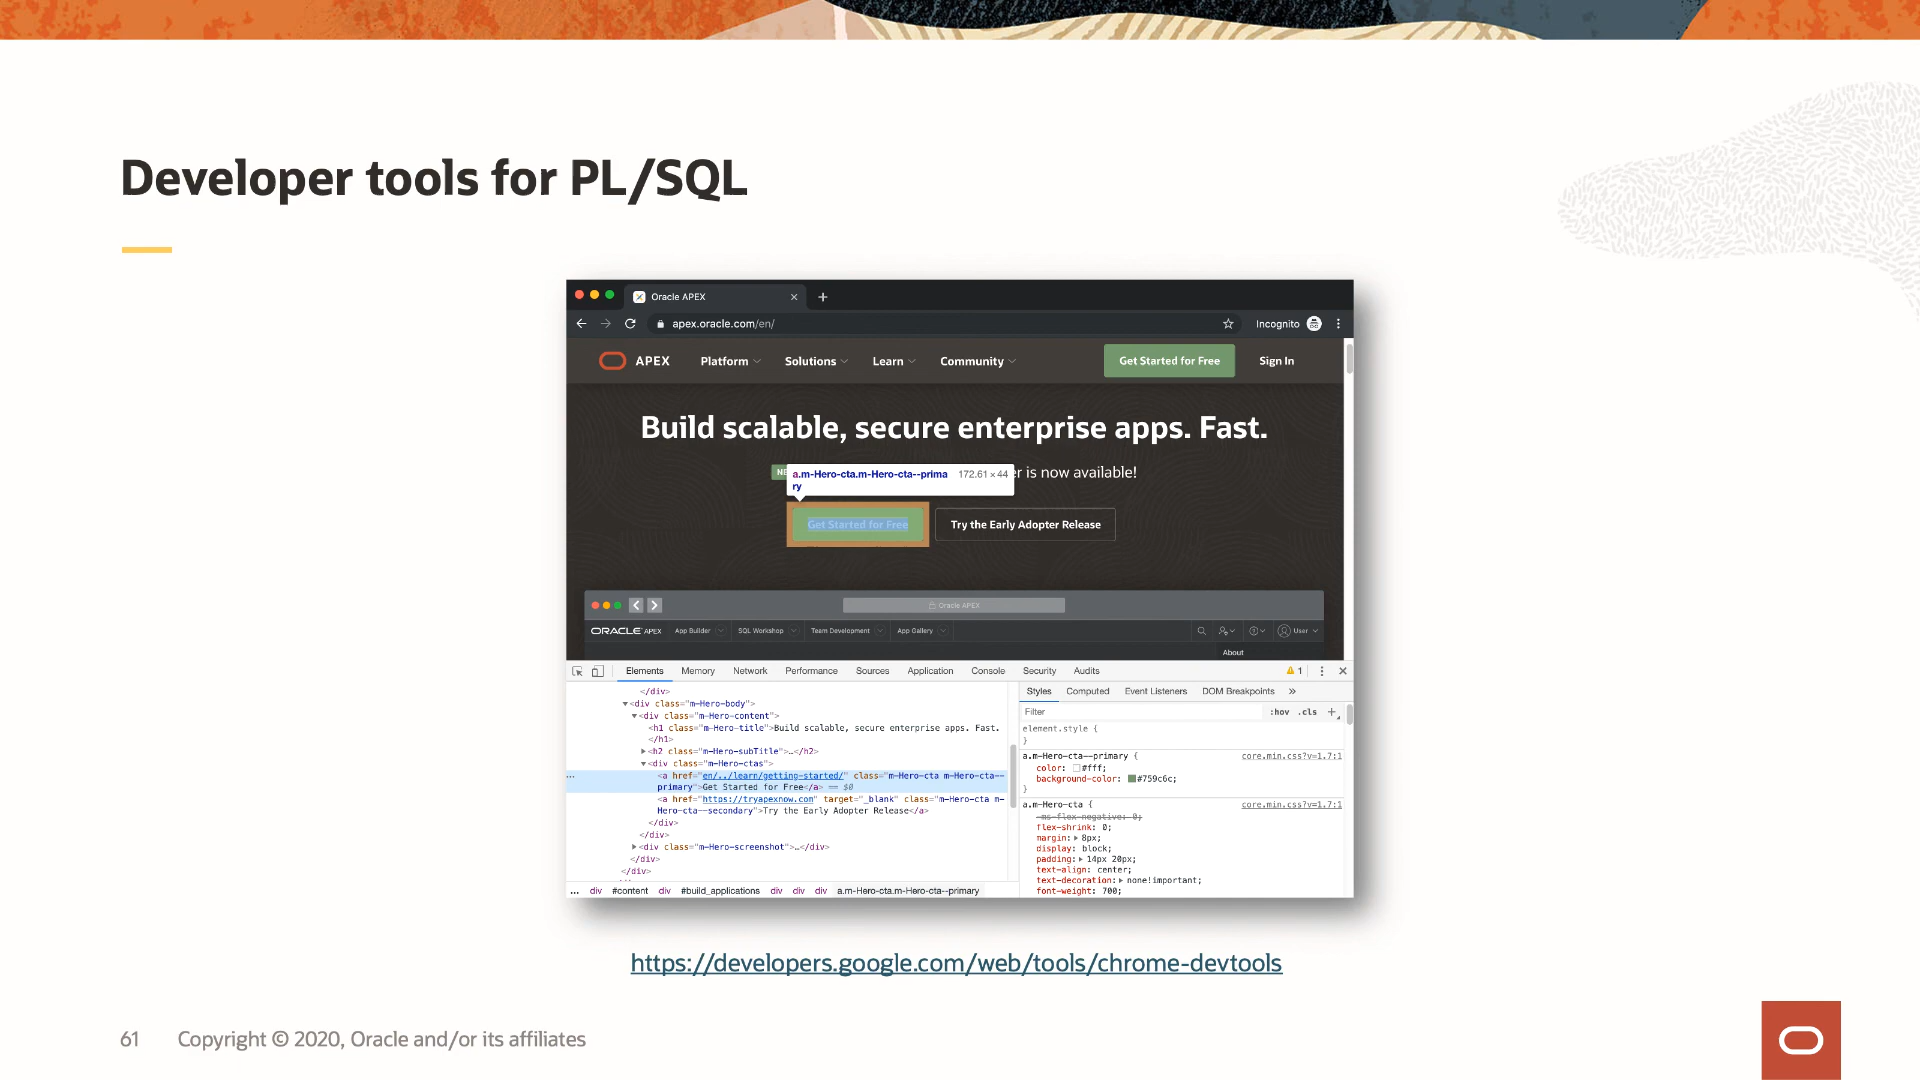 Developer tools for PL/SQL
Oracle APEX
apex.oracle.com/en/
Incognito
APEX Platform Solutions Learn Community Get Started for Free Sign In
Build scalable, secure enterprise apps. Fast.
a.m-Hero-cta.m-Hero-cta--prima 172.61 × 44
ry
is now available!
Get Started for Free Try the Early Adopter Release
Oracle APEX
ORACLE APEX App Builder SQL Workshop Team Development App Gallery User
About
Elements Memory Network Performance Sources Application Console Security Audits 1
</div>
<div class="m-Hero-body">
<div class="m-Hero-content">
<h1 class="m-Hero-title">Build scalable, secure enterprise apps. Fast.
</h1>
<h2 class="m-Hero-subTitle">…</h2>
<div class="m-Hero-ctas">
<a href="en/../learn/getting-started/" class="m-Hero-cta m-Hero-cta--
primary">Get Started for Free</a> == $0
<a href="https://tryapexnow.com" target="_blank" class="m-Hero-cta m-
Hero-cta--secondary">Try the Early Adopter Release</a>
</div>
</div>
<div class="m-Hero-screenshot">…</div>
</div>
</div>
... div #content div #build_applications div div div a.m-Hero-cta.m-Hero-cta--primary
Styles Computed Event Listeners DOM Breakpoints »
Filter :hov .cls +
element.style {
}
a.m-Hero-cta--primary { core.min.css?v=1.7:1
color: #fff;
background-color: #759c6c;
}
a.m-Hero-cta { core.min.css?v=1.7:1
-ms-flex-negative: 0;
flex-shrink: 0;
margin: 8px;
display: block;
padding: 14px 20px;
text-align: center;
text-decoration: none!important;
font-weight: 700;
https://developers.google.com/web/tools/chrome-devtools
61 Copyright © 2020, Oracle and/or its affiliates